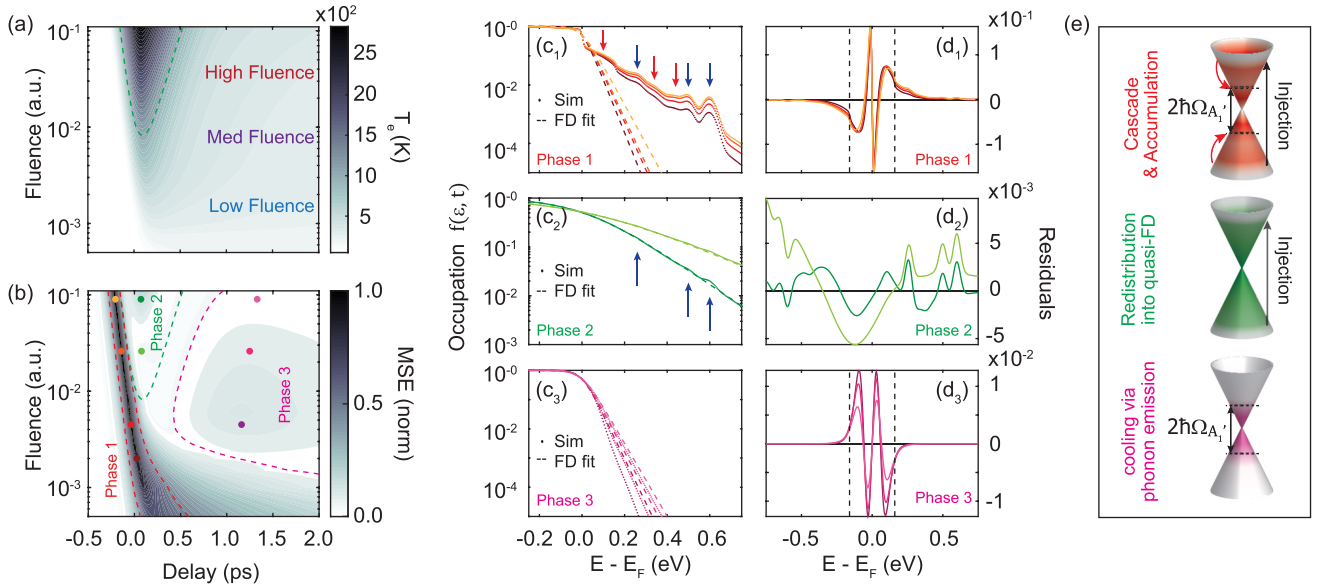 (a)
x10²
10⁻¹
10⁻²
10⁻³
Fluence (a.u.)
High Fluence
Med Fluence
Low Fluence
25
20
15
10
5
Tₑ (K)
(b)
10⁻¹
10⁻²
10⁻³
Fluence (a.u.)
Phase 1
Phase 2
Phase 3
1.0
0.5
0.0
MSE (norm)
-0.5
0.0
0.5
1.0
1.5
2.0
Delay (ps)
(c₁)
10⁻⁰
10⁻²
10⁻⁴
Sim
FD fit
Phase 1
(d₁)
x10⁻¹
1
0
-1
Phase 1
(c₂)
10⁻⁰
10⁻¹
10⁻²
10⁻³
Occupation f(ε, t)
Sim
FD fit
Phase 2
(d₂)
x10⁻³
5
0
-5
Residuals
Phase 2
(c₃)
10⁻⁰
10⁻²
10⁻⁴
Sim
FD fit
Phase 3
-0.2
0.0
0.2
0.4
0.6
E - E_F (eV)
(d₃)
x10⁻²
1
0
-1
Phase 3
-0.5
0
0.5
E - E_F (eV)
(e)
Cascade
& Accumulation
2ħΩ_A₁'
Injection
Redistribution
into quasi-FD
Injection
cooling via
phonon emission
2ħΩ_A₁'